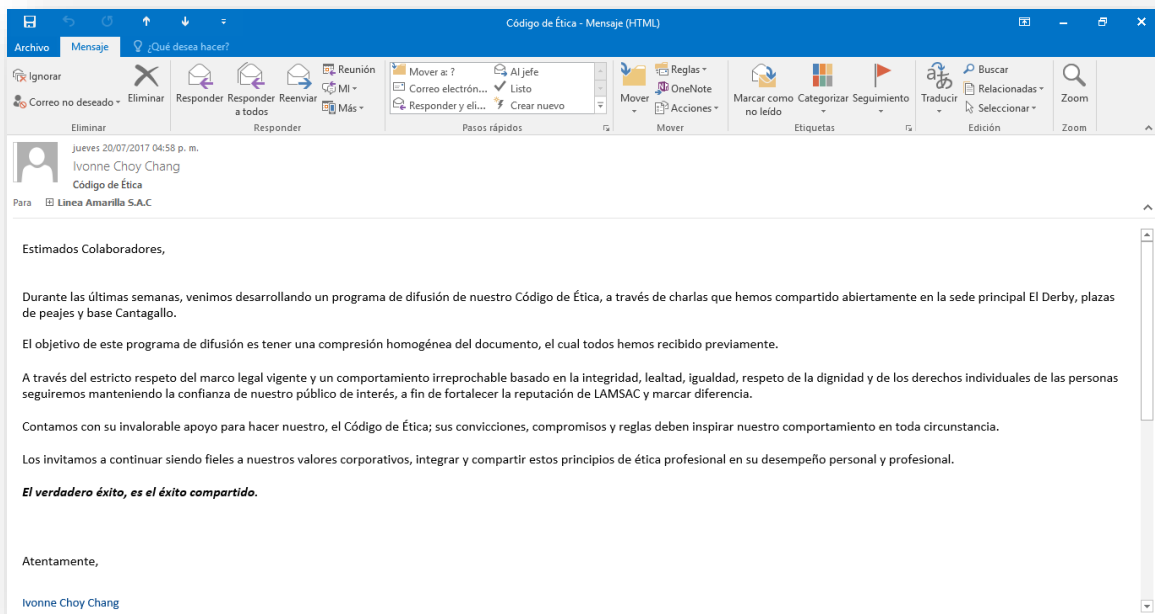 Código de Ética - Mensaje (HTML)
Archivo Mensaje ¿Qué desea hacer?
Ignorar
Correo no deseado
Eliminar
Eliminar
Responder
Responder a todos
Reenviar
Reunión
MI
Más
Responder
Mover a: ?
Correo electrón...
Responder y eli...
Al jefe
Listo
Crear nuevo
Pasos rápidos
Mover
Reglas
OneNote
Acciones
Mover
Marcar como
no leído
Categorizar
Seguimiento
Etiquetas
Traducir
Buscar
Relacionadas
Seleccionar
Edición
Zoom
Zoom
jueves 20/07/2017 04:58 p. m.
Ivonne Choy Chang
Código de Ética
Para Linea Amarilla S.A.C
Estimados Colaboradores,
Durante las últimas semanas, venimos desarrollando un programa de difusión de nuestro Código de Ética, a través de charlas que hemos compartido abiertamente en la sede principal El Derby, plazas
de peajes y base Cantagallo.
El objetivo de este programa de difusión es tener una compresión homogénea del documento, el cual todos hemos recibido previamente.
A través del estricto respeto del marco legal vigente y un comportamiento irreprochable basado en la integridad, lealtad, igualdad, respeto de la dignidad y de los derechos individuales de las personas
seguiremos manteniendo la confianza de nuestro público de interés, a fin de fortalecer la reputación de LAMSAC y marcar diferencia.
Contamos con su invalorable apoyo para hacer nuestro, el Código de Ética; sus convicciones, compromisos y reglas deben inspirar nuestro comportamiento en toda circunstancia.
Los invitamos a continuar siendo fieles a nuestros valores corporativos, integrar y compartir estos principios de ética profesional en su desempeño personal y profesional.
El verdadero éxito, es el éxito compartido.
Atentamente,
Ivonne Choy Chang